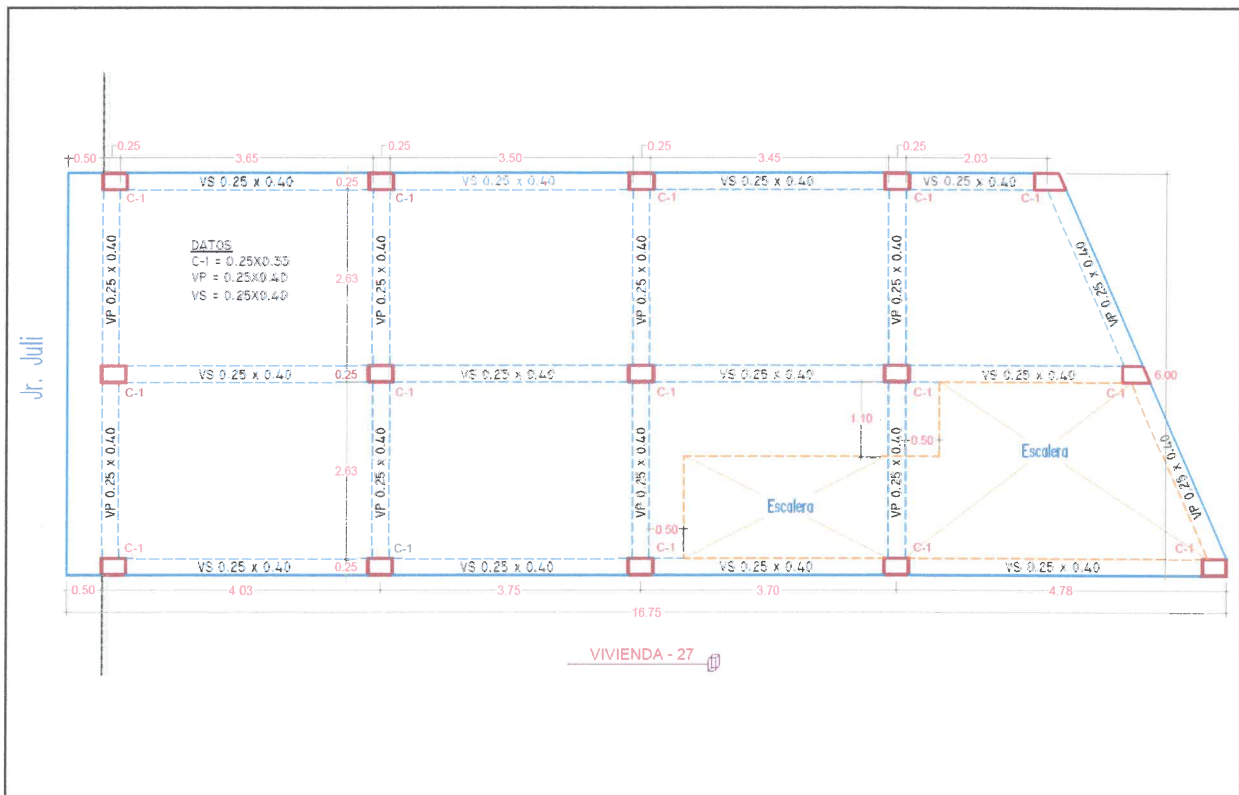 0.25
0.25
0.25
0.25
0.50
3.65
3.50
3.45
2.03
VS 0.25 x 0.40
0.25
VS 0.25 x 0.40
VS 0.25 x 0.40
VS 0.25 x 0.40
C-1
C-1
C-1
C-1
C-1
DATOS
C-1 = 0.25X0.35
VP = 0.25X0.40
VS = 0.25X0.40
2.63
VP 0.25 x 0.40
VP 0.25 x 0.40
VP 0.25 x 0.40
VP 0.25 x 0.40
VP 0.25 x 0.40
Jr. Juli
VS 0.25 x 0.40
0.25
VS 0.25 x 0.40
VS 0.25 x 0.40
VS 0.25 x 0.40
6.00
C-1
C-1
C-1
C-1
C-1
1.10
0.50
Escalera
2.63
VP 0.25 x 0.40
VP 0.25 x 0.40
VP 0.25 x 0.40
VP 0.25 x 0.40
VP 0.25 x 0.40
VP 0.25 x 0.40
Escalera
0.50
C-1
C-1
C-1
C-1
C-1
VS 0.25 x 0.40
0.25
VS 0.25 x 0.40
VS 0.25 x 0.40
VS 0.25 x 0.40
0.50
4.03
3.75
3.70
4.78
16.75
VIVIENDA - 27